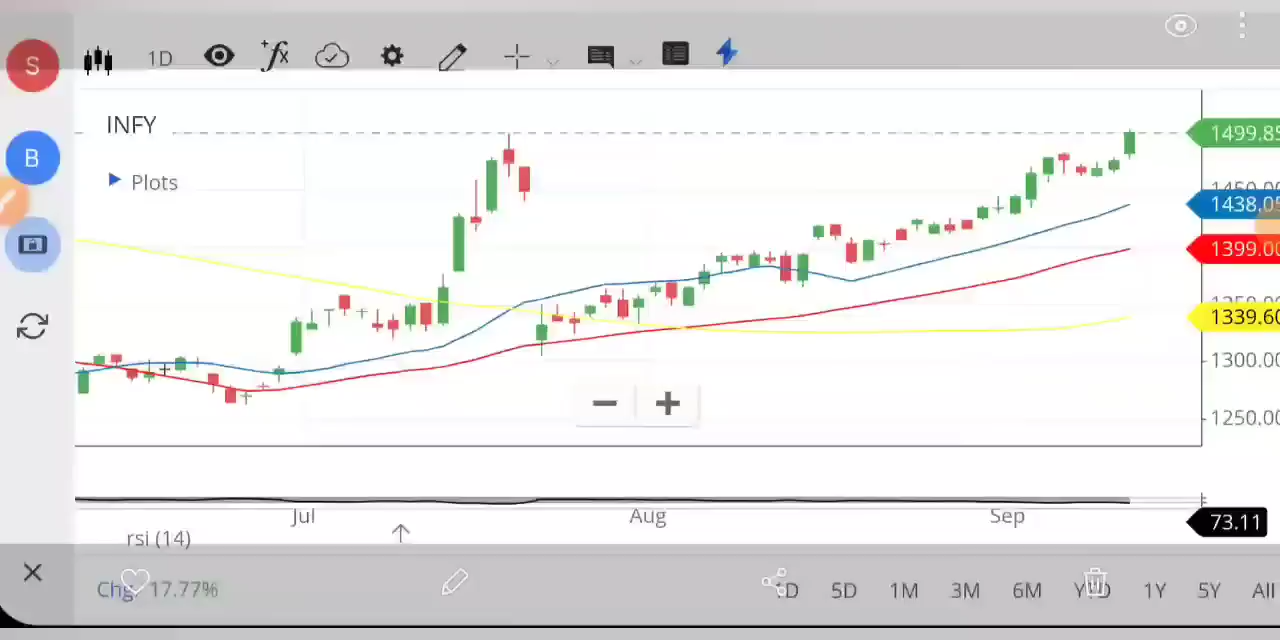 S
1D
INFY
1499.85
B
Plots
1450.00
1438.05
1399.00
1350.00
1339.60
1300.00
1250.00
Jul
Aug
Sep
73.11
rsi (14)
Chg 17.77%
1D 5D 1M 3M 6M YTD 1Y 5Y All